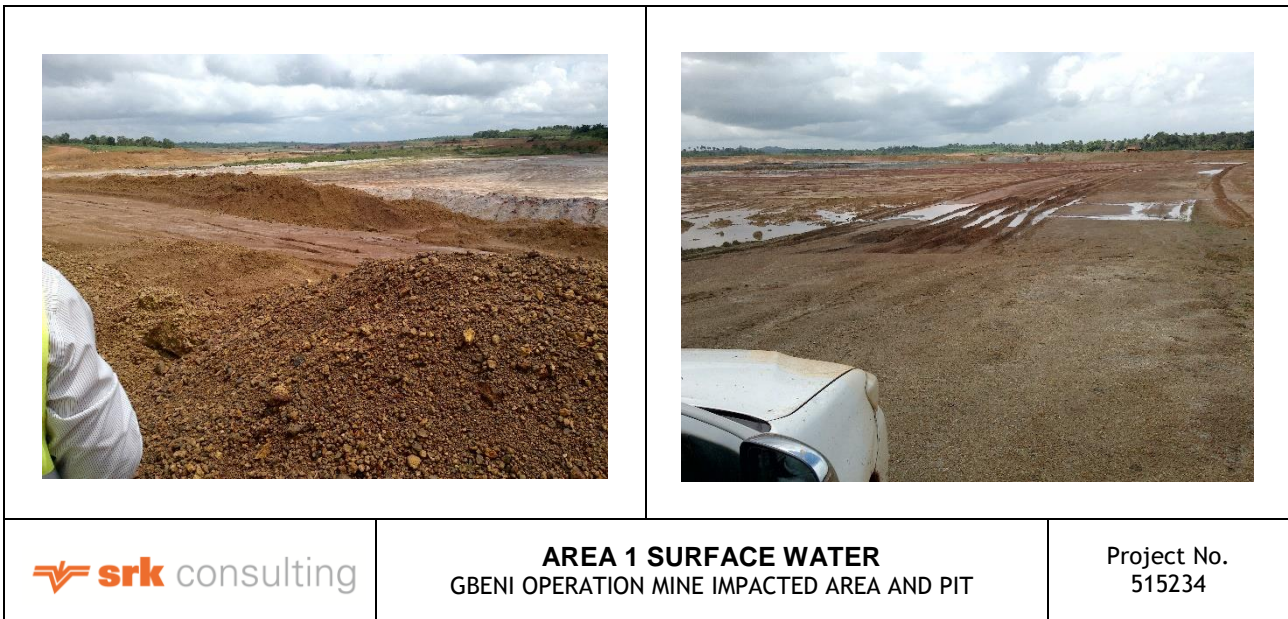 srk consulting
AREA 1 SURFACE WATER
GBENI OPERATION MINE IMPACTED AREA AND PIT
Project No.
515234